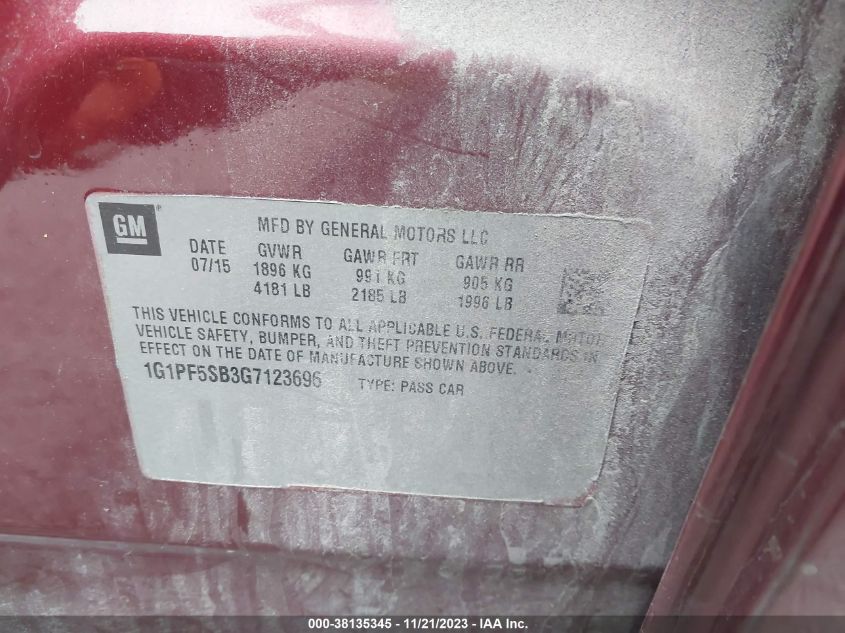 GM
MFD BY GENERAL MOTORS LLC
DATE GVWR GAWR FRT GAWR RR
07/15 1896 KG 991 KG 905 KG
4181 LB 2185 LB 1996 LB
THIS VEHICLE CONFORMS TO ALL APPLICABLE U.S. FEDERAL MOTOR
VEHICLE SAFETY, BUMPER, AND THEFT PREVENTION STANDARDS IN
EFFECT ON THE DATE OF MANUFACTURE SHOWN ABOVE.
1G1PF5SB3G7123696 TYPE: PASS CAR
000-38135345 - 11/21/2023 - IAA Inc.